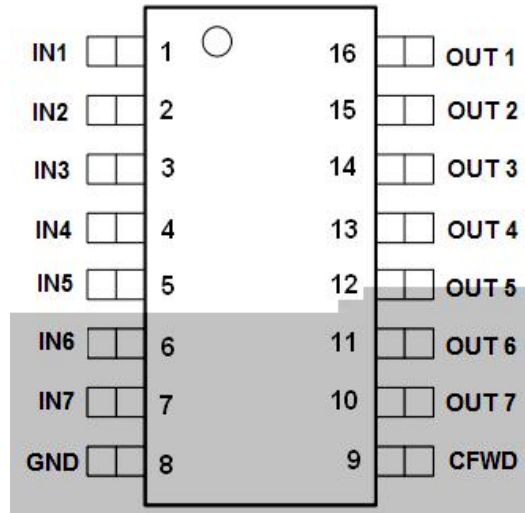 IN1 1 16 OUT 1
IN2 2 15 OUT 2
IN3 3 14 OUT 3
IN4 4 13 OUT 4
IN5 5 12 OUT 5
IN6 6 11 OUT 6
IN7 7 10 OUT 7
GND 8 9 CFWD